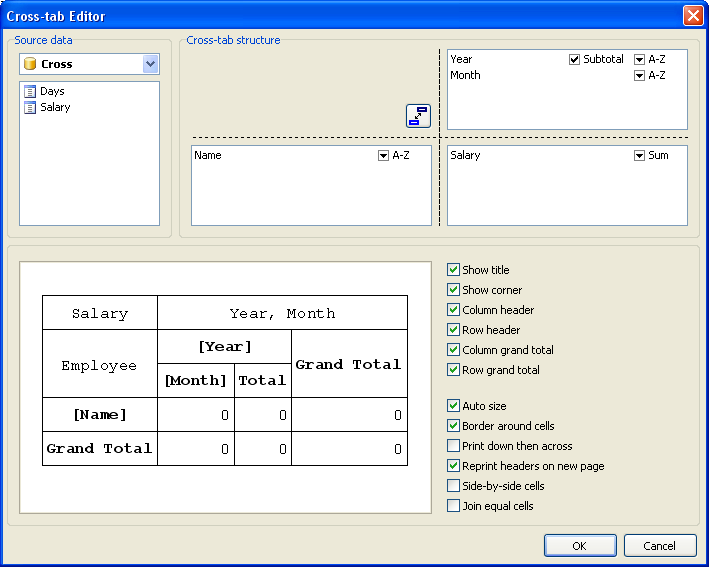 Cross-tab Editor
Source data
Cross
Days
Salary
Cross-tab structure
Year Subtotal A-Z
Month A-Z
Name A-Z
Salary Sum
Salary Year, Month
Employee [Year] Grand Total
[Month] Total
[Name] 0 0 0
Grand Total 0 0 0
Show title
Show corner
Column header
Row header
Column grand total
Row grand total
Auto size
Border around cells
Print down then across
Reprint headers on new page
Side-by-side cells
Join equal cells
OK Cancel